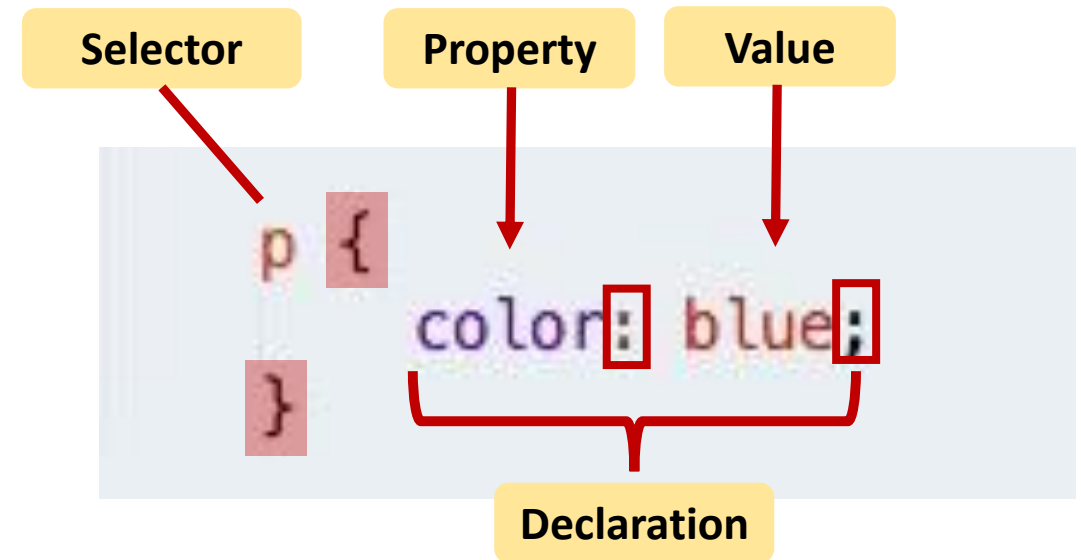 Selector Property Value
p {
color: blue;
}
Declaration